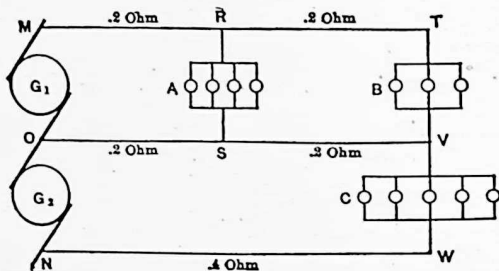 M .2 Ohm R .2 Ohm T
G1 A B
O .2 Ohm S .2 Ohm V
G2 C
N .4 Ohm W